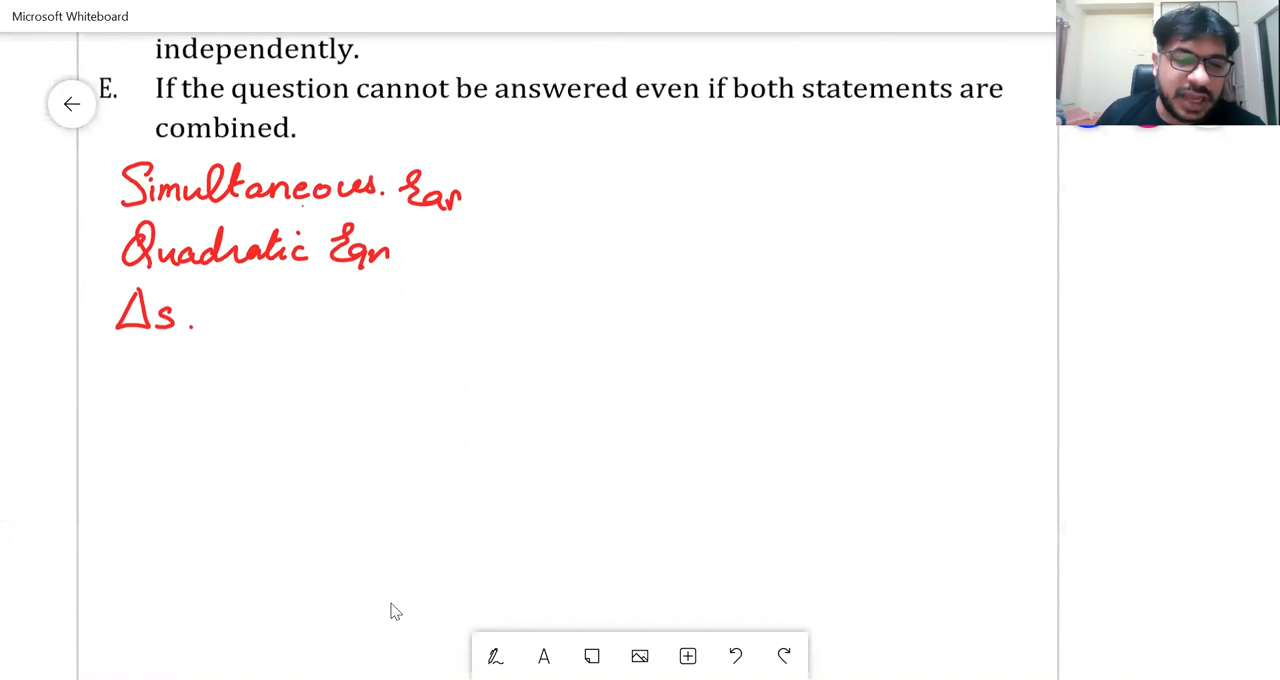 Microsoft Whiteboard
independently.
E. If the question cannot be answered even if both statements are
combined.
Simultaneous. Eqn
Quadratic Eqn
Δs.
A